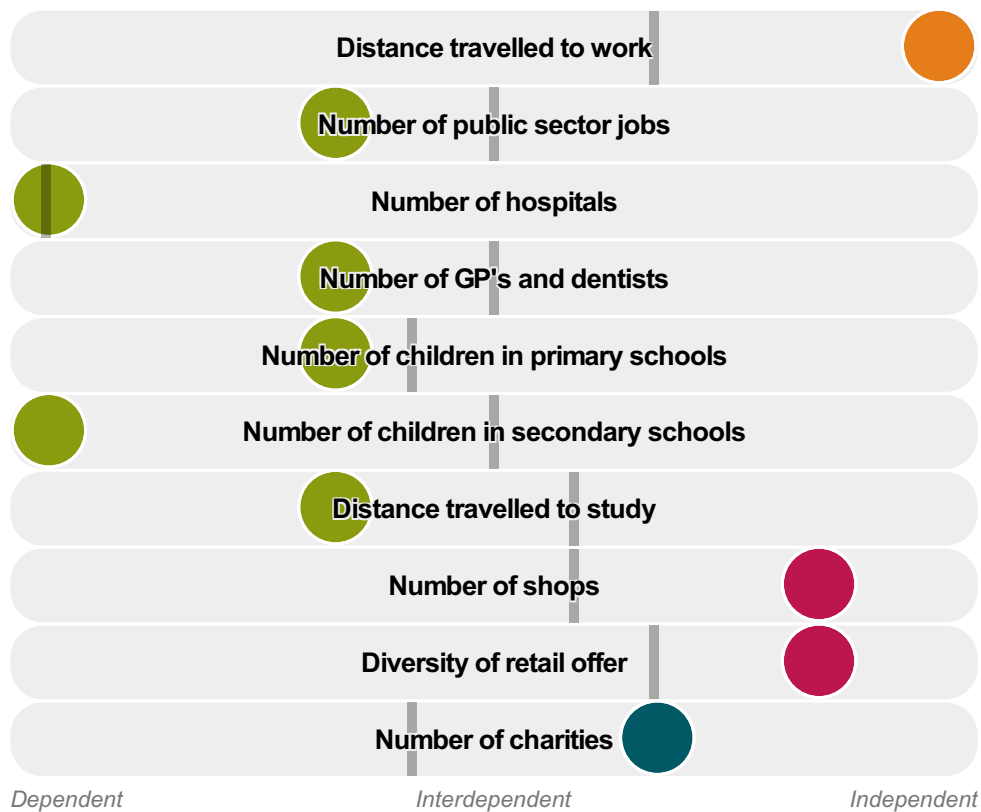 Distance travelled to work
Number of public sector jobs
Number of hospitals
Number of GP's and dentists
Number of children in primary schools
Number of children in secondary schools
Distance travelled to study
Number of shops
Diversity of retail offer
Number of charities
Dependent Interdependent Independent